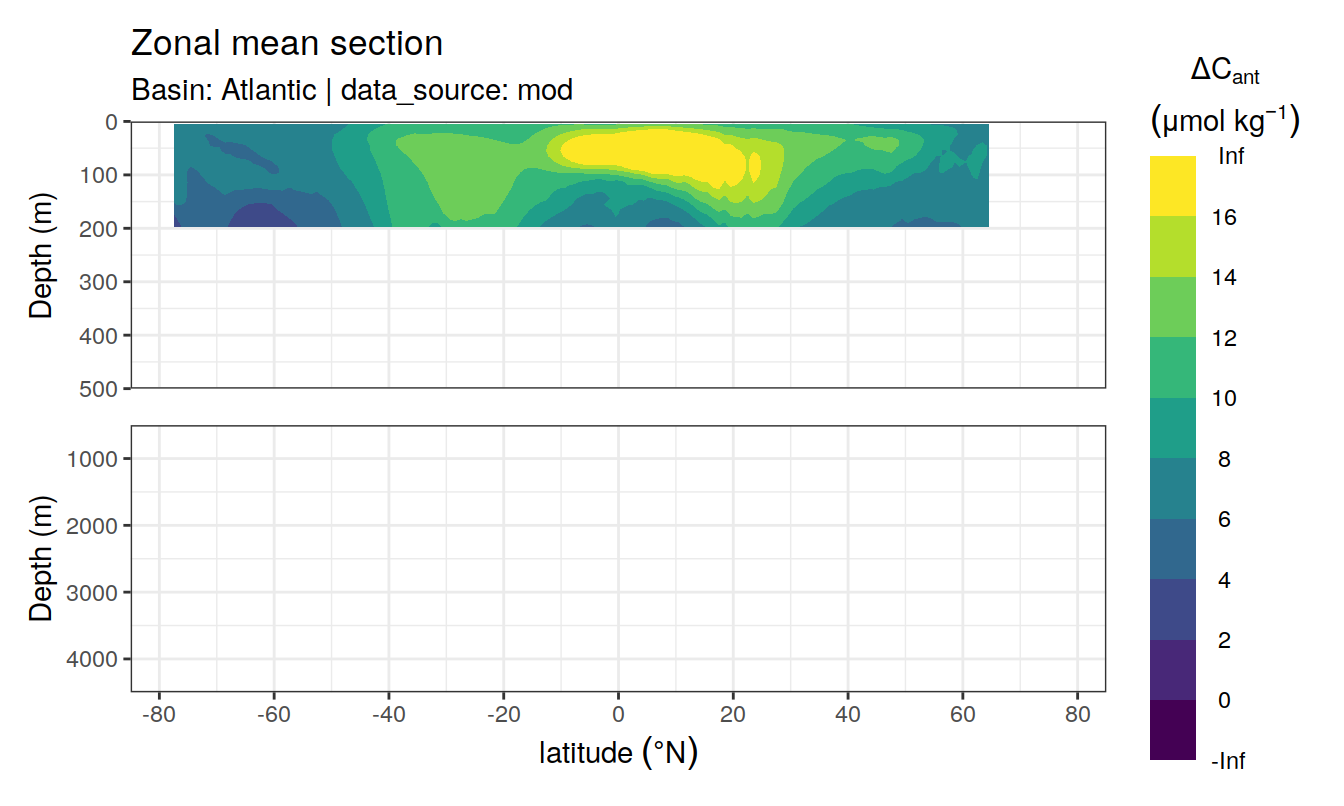 Zonal mean section
Basin: Atlantic | data_source: mod
Depth (m)
0
100
200
300
400
500
Depth (m)
1000
2000
3000
4000
-80 -60 -40 -20 0 20 40 60 80
latitude (°N)
ΔCant
(μmol kg⁻¹)
Inf
16
14
12
10
8
6
4
2
0
-Inf